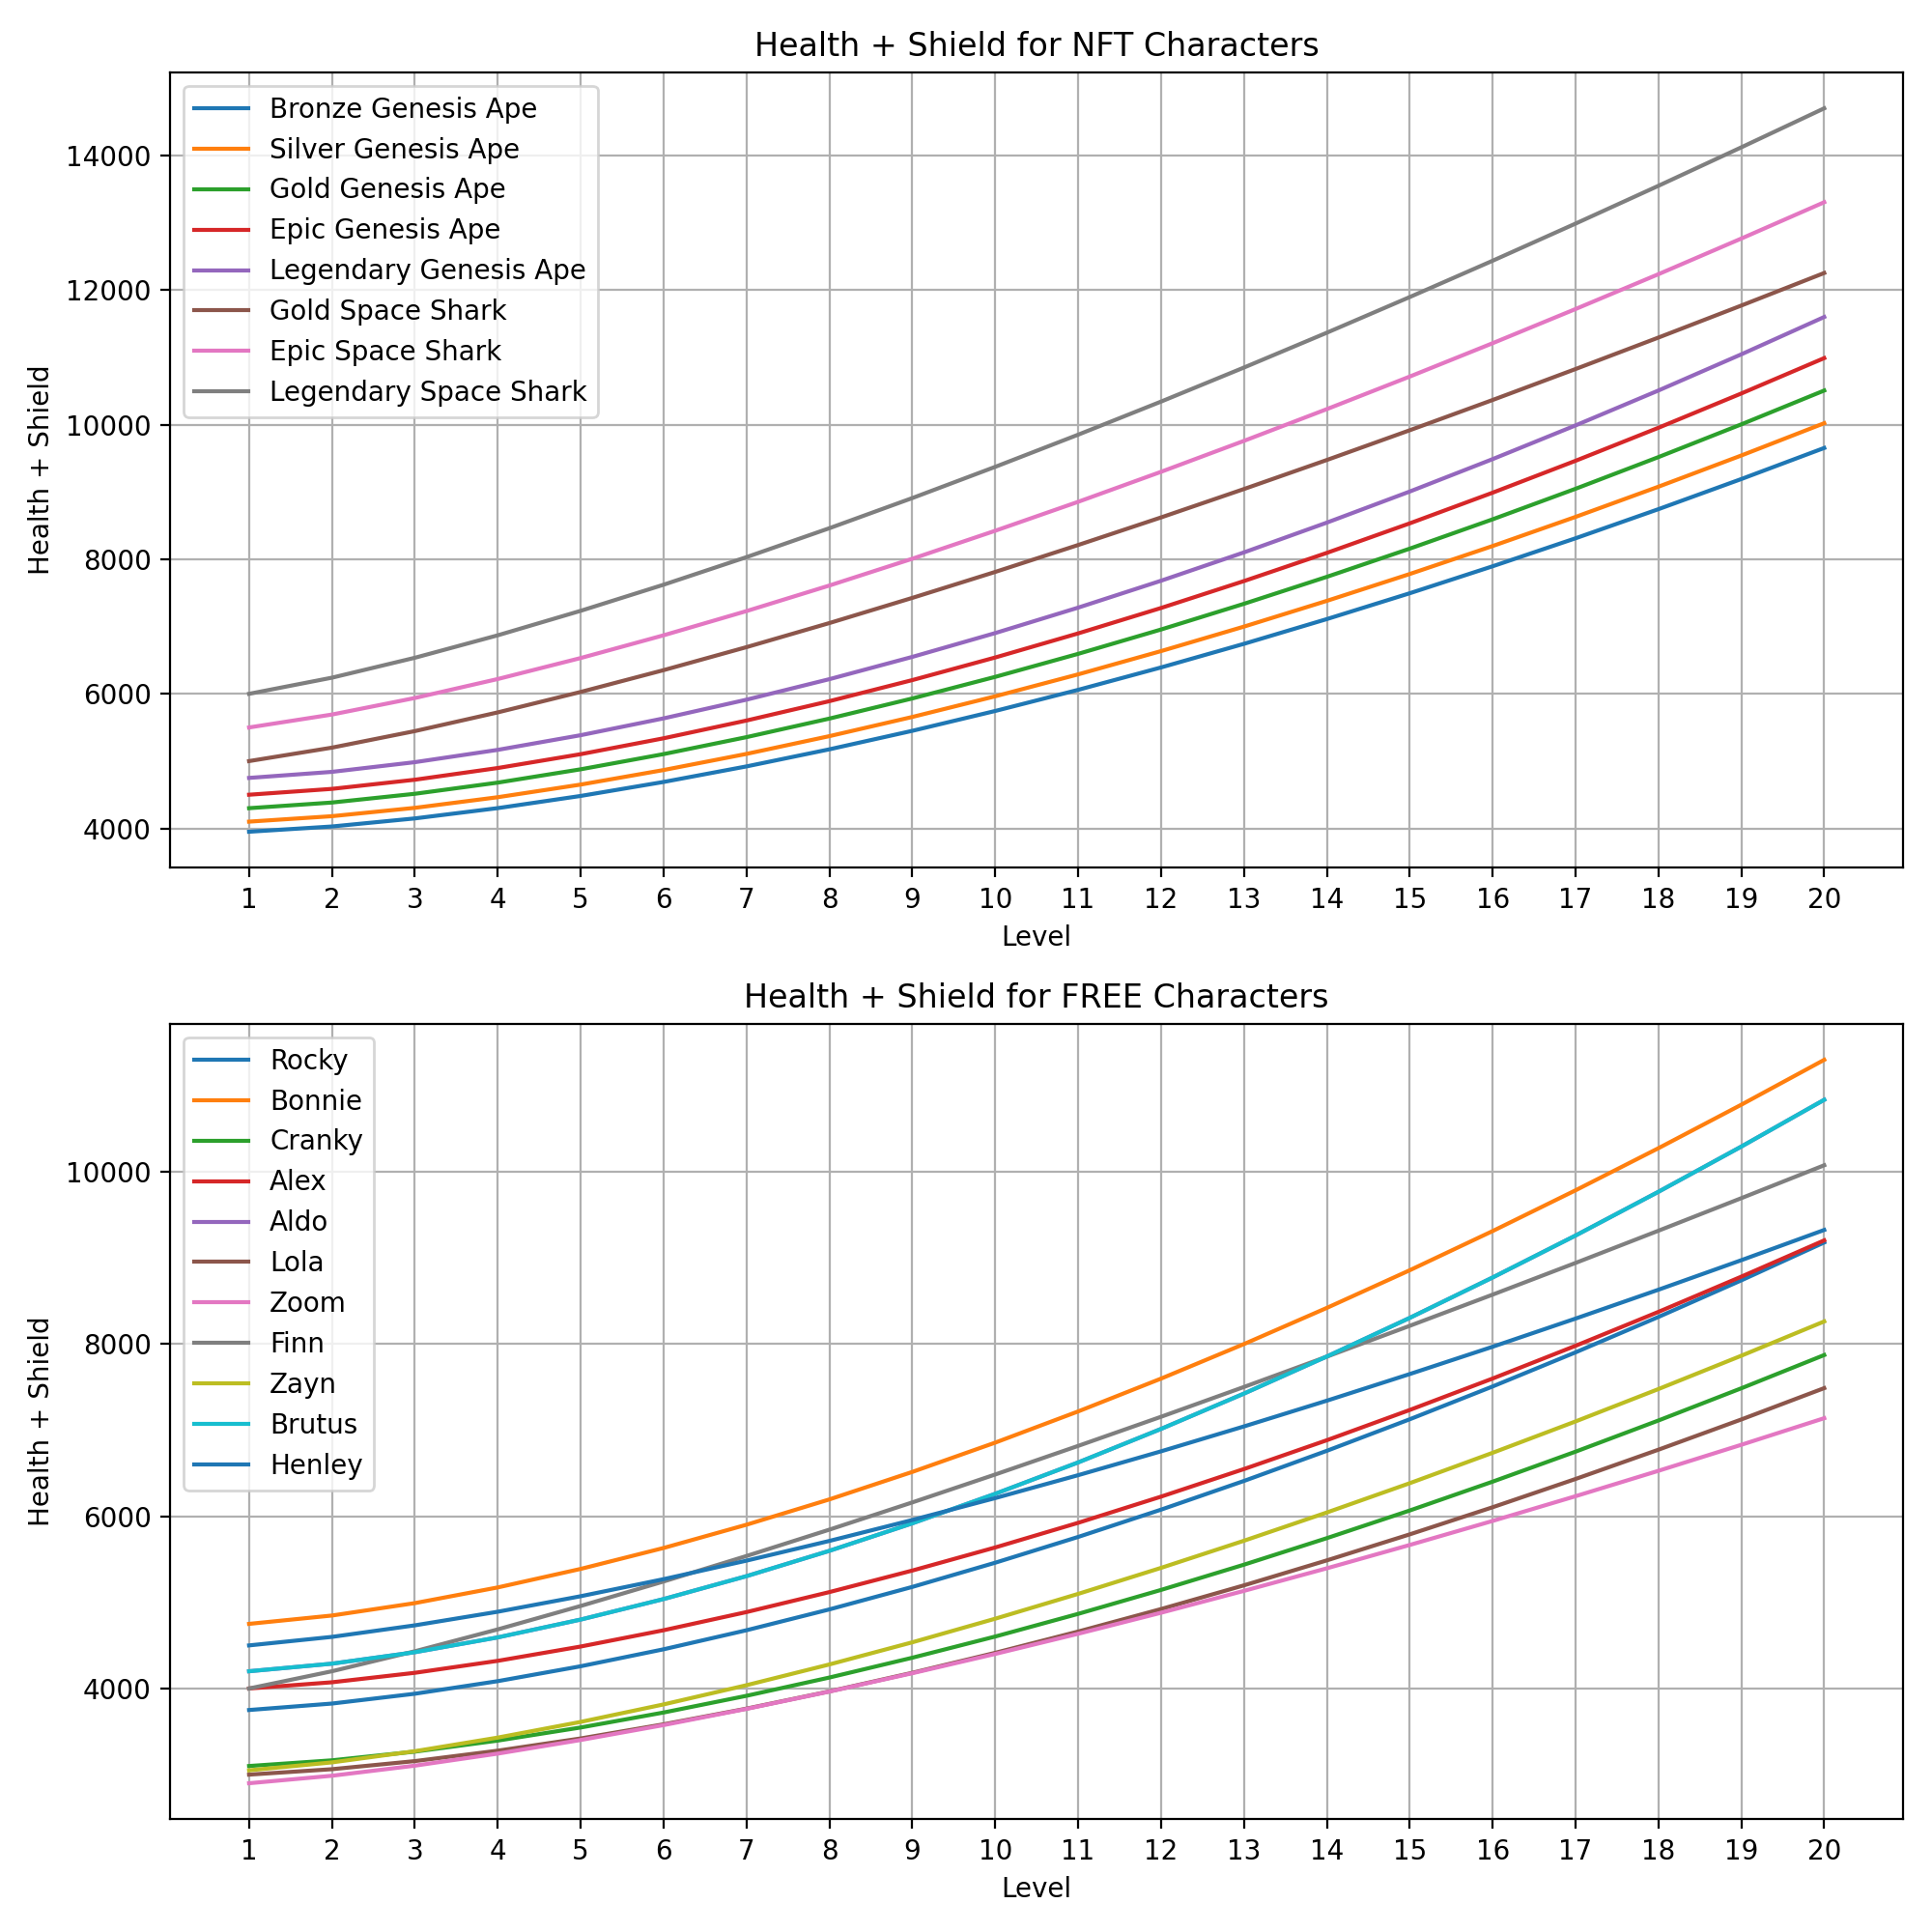 Health + Shield for NFT Characters
Health + Shield
14000
12000
10000
8000
6000
4000
Bronze Genesis Ape
Silver Genesis Ape
Gold Genesis Ape
Epic Genesis Ape
Legendary Genesis Ape
Gold Space Shark
Epic Space Shark
Legendary Space Shark
1 2 3 4 5 6 7 8 9 10 11 12 13 14 15 16 17 18 19 20
Level
Health + Shield for FREE Characters
Health + Shield
10000
8000
6000
4000
Rocky
Bonnie
Cranky
Alex
Aldo
Lola
Zoom
Finn
Zayn
Brutus
Henley
1 2 3 4 5 6 7 8 9 10 11 12 13 14 15 16 17 18 19 20
Level